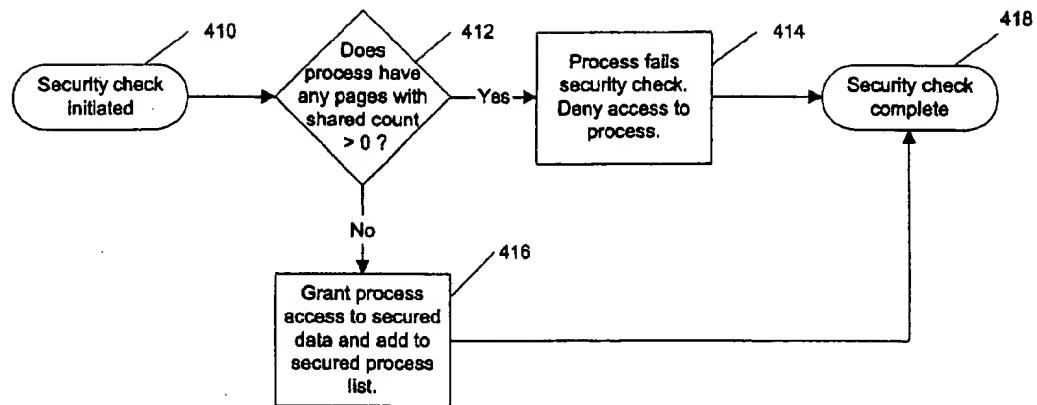 410
Security check
initiated
412
Does
process have
any pages with
shared count
> 0 ?
Yes
414
Process fails
security check.
Deny access to
process.
418
Security check
complete
No
416
Grant process
access to secured
data and add to
secured process
list.